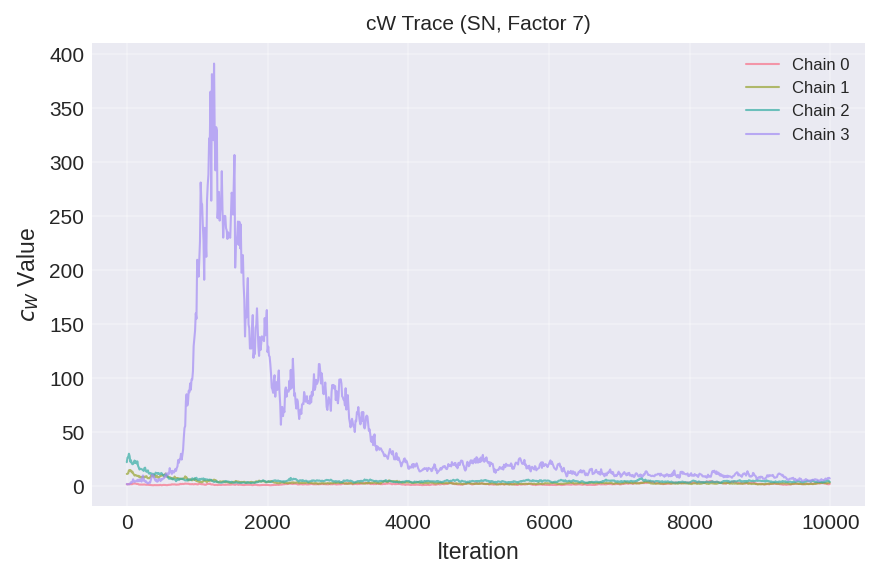 cW Trace (SN, Factor 7)
400
350
300
250
200
150
100
50
0
c_W Value
Chain 0
Chain 1
Chain 2
Chain 3
0 2000 4000 6000 8000 10000
Iteration